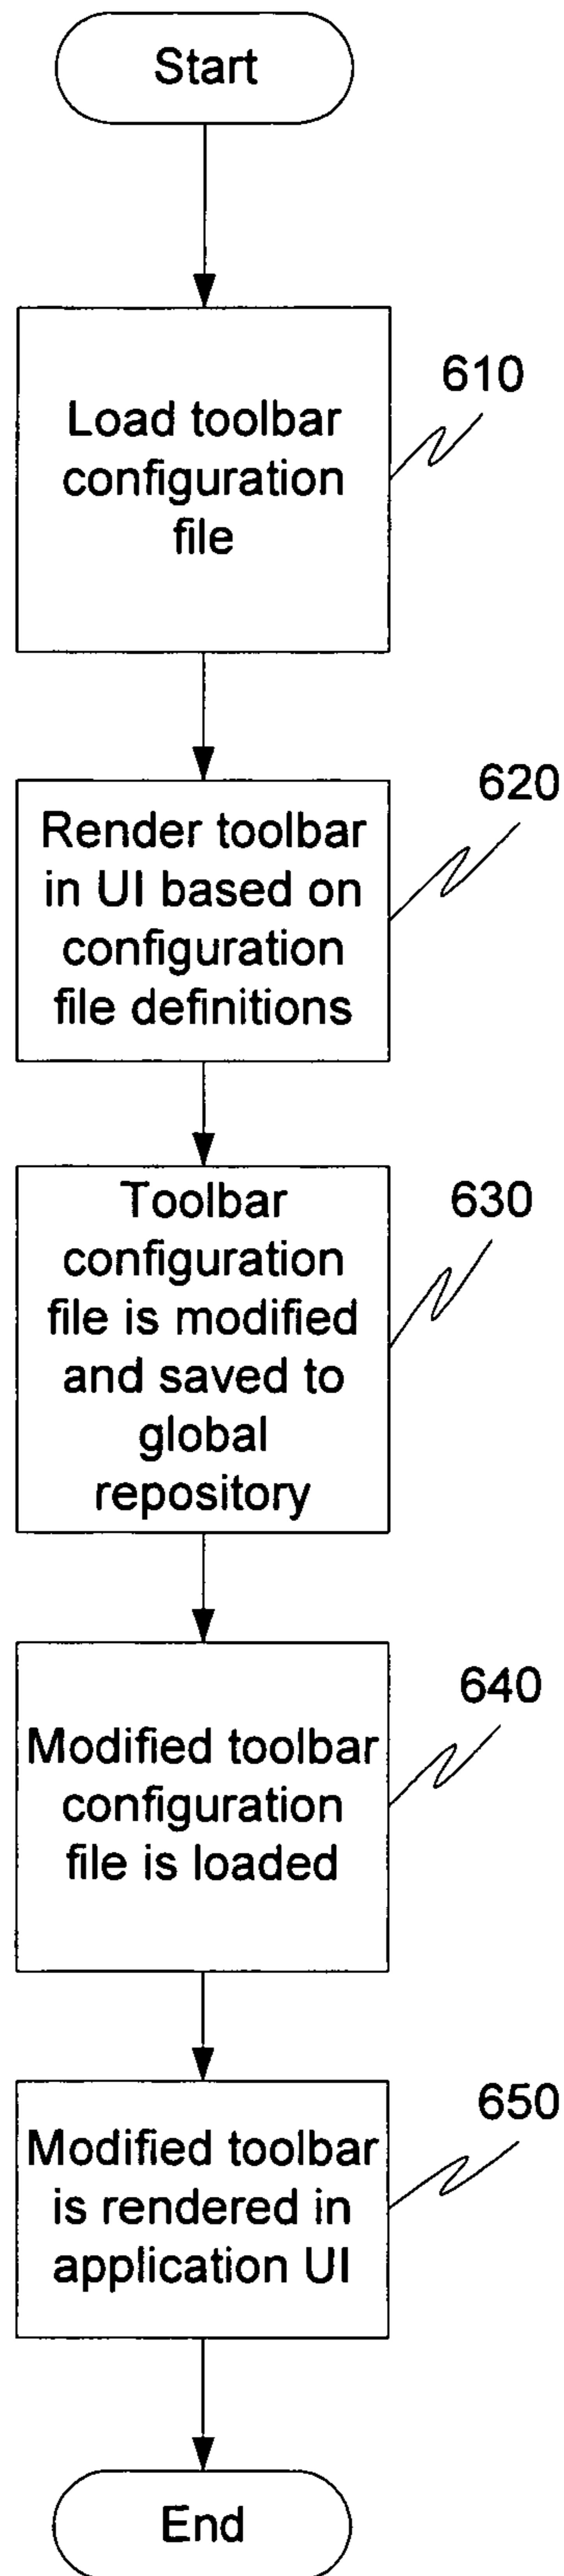 Start
610
Load toolbar
configuration
file
620
Render toolbar
in UI based on
configuration
file definitions
630
Toolbar
configuration
file is modified
and saved to
global
repository
640
Modified toolbar
configuration
file is loaded
650
Modified toolbar
is rendered in
application UI
End